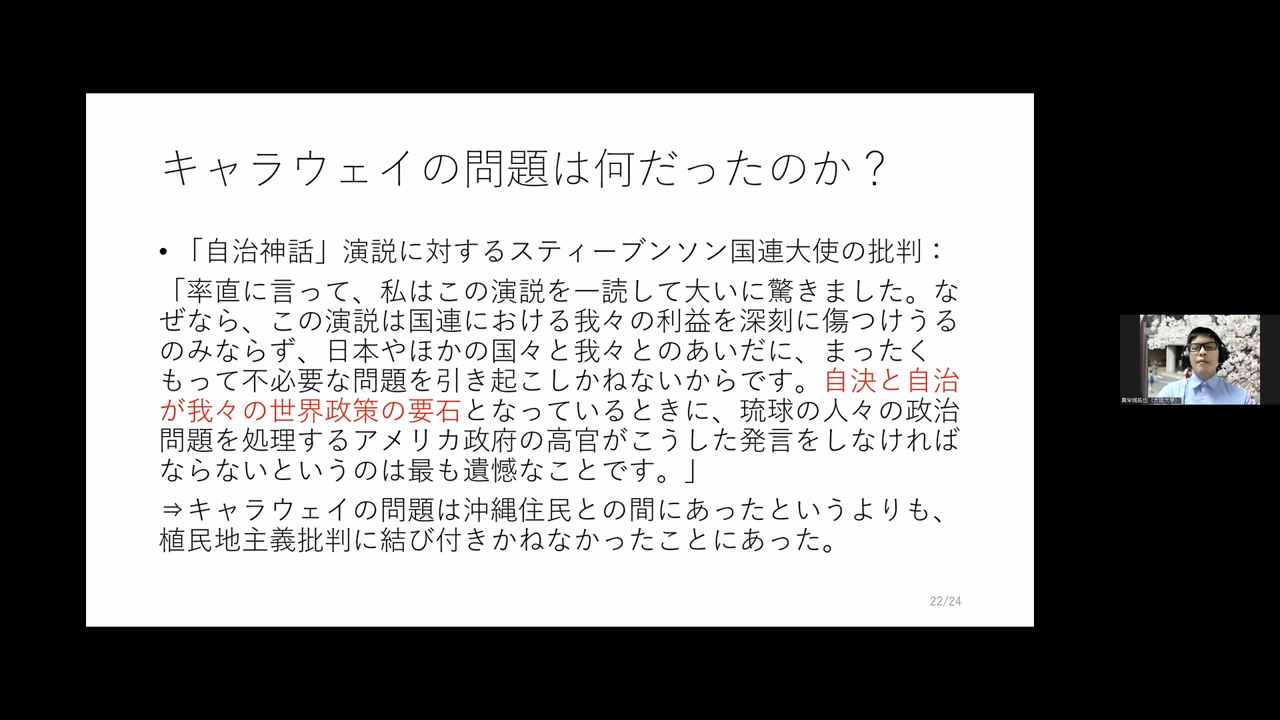 キャラウェイの問題は何だったのか？
• 「自治神話」演説に対するスティーブンソン国連大使の批判：
「率直に言って、私はこの演説を一読して大いに驚きました。な
ぜなら、この演説は国連における我々の利益を深刻に傷つけうる
のみならず、日本やほかの国々と我々とのあいだに、まったく
もって不必要な問題を引き起こしかねないからです。自決と自治
が我々の世界政策の要石となっているときに、琉球の人々の政治
問題を処理するアメリカ政府の高官がこうした発言をしなければ
ならないというのは最も遺憾なことです。」
⇒キャラウェイの問題は沖縄住民との間にあったというよりも、
植民地主義批判に結び付きかねなかったことにあった。
22/24
真栄城拓也（大阪大学）